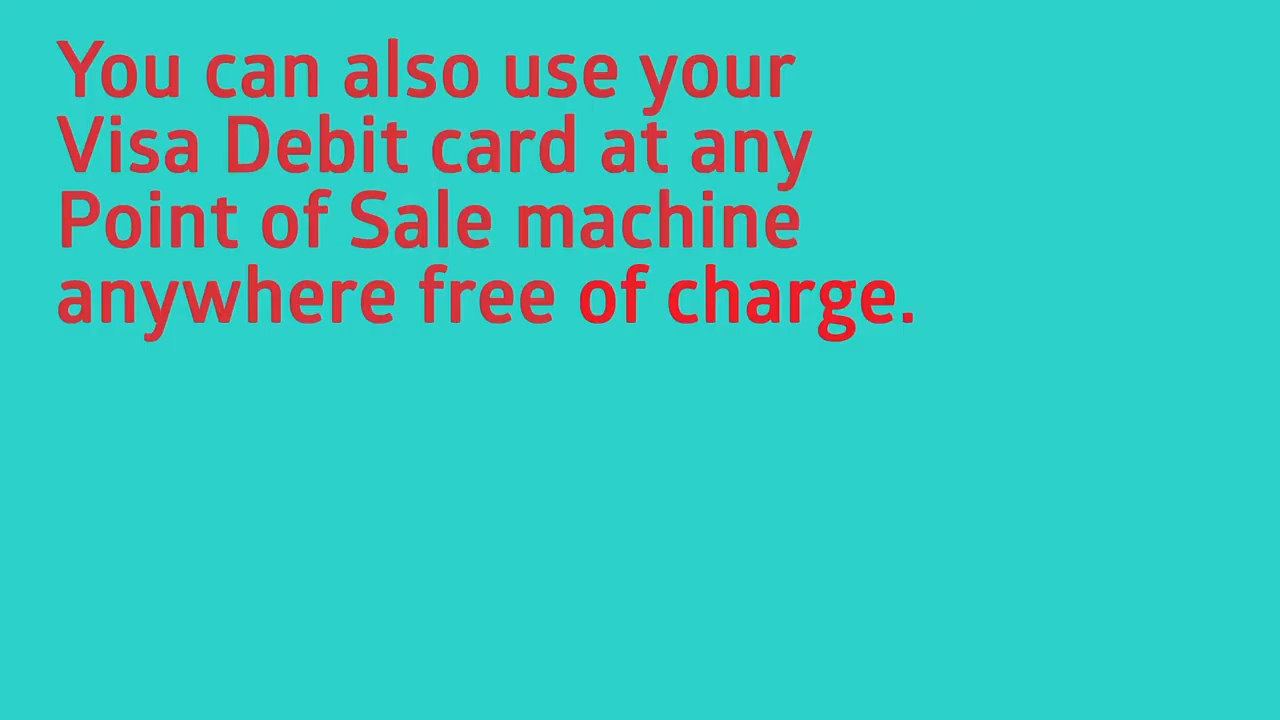 You can also use your
Visa Debit card at any
Point of Sale machine
anywhere free of charge.